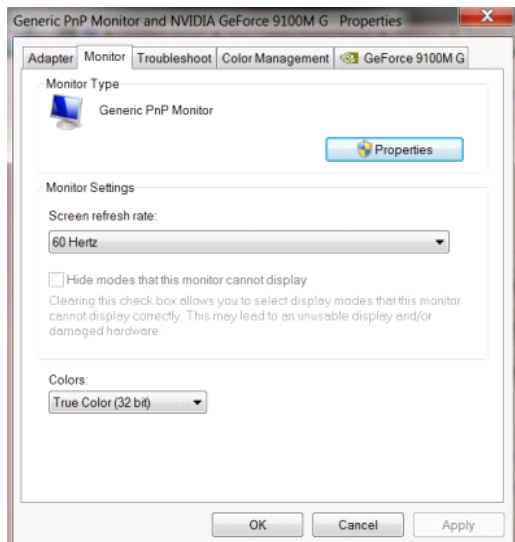 Generic PnP Monitor and NVIDIA GeForce 9100M G Properties
Adapter Monitor Troubleshoot Color Management GeForce 9100M G
Monitor Type
Generic PnP Monitor
Properties
Monitor Settings
Screen refresh rate:
60 Hertz
Hide modes that this monitor cannot display
Clearing this check box allows you to select display modes that this monitor
cannot display correctly. This may lead to an unusable display and/or
damaged hardware.
Colors:
True Color (32 bit)
OK Cancel Apply